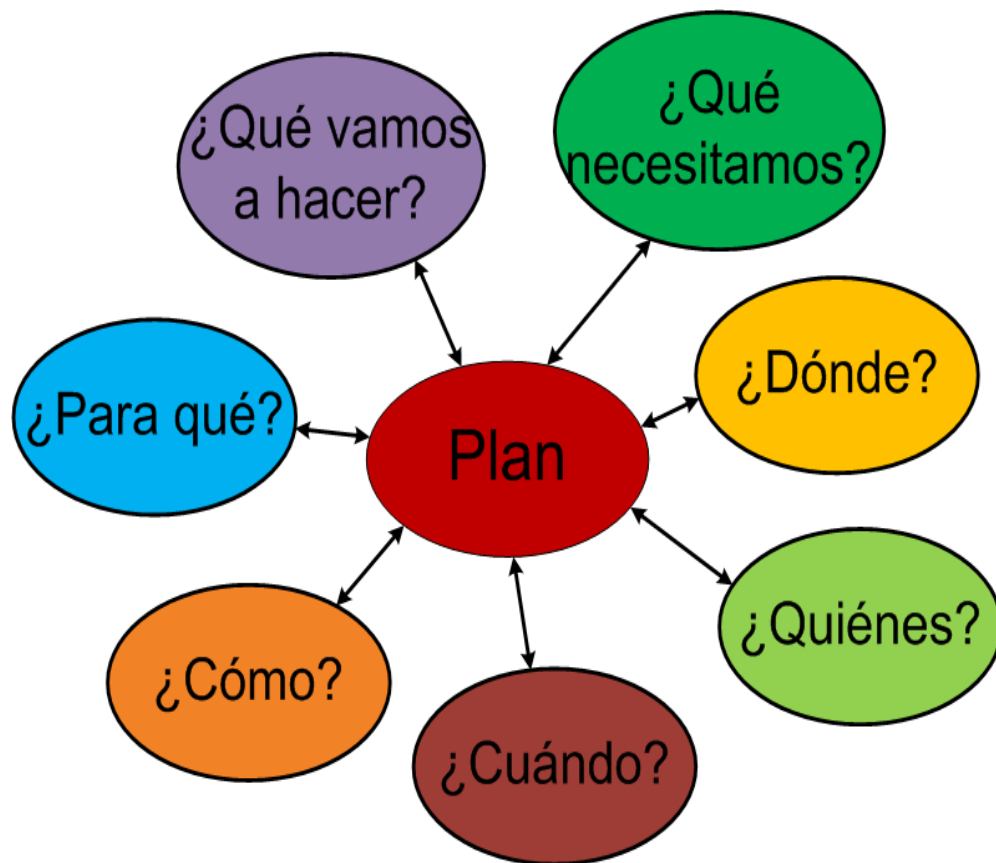 ¿Qué vamos
a hacer?
¿Qué
necesitamos?
¿Dónde?
¿Para qué?
Plan
¿Quiénes?
¿Cómo?
¿Cuándo?